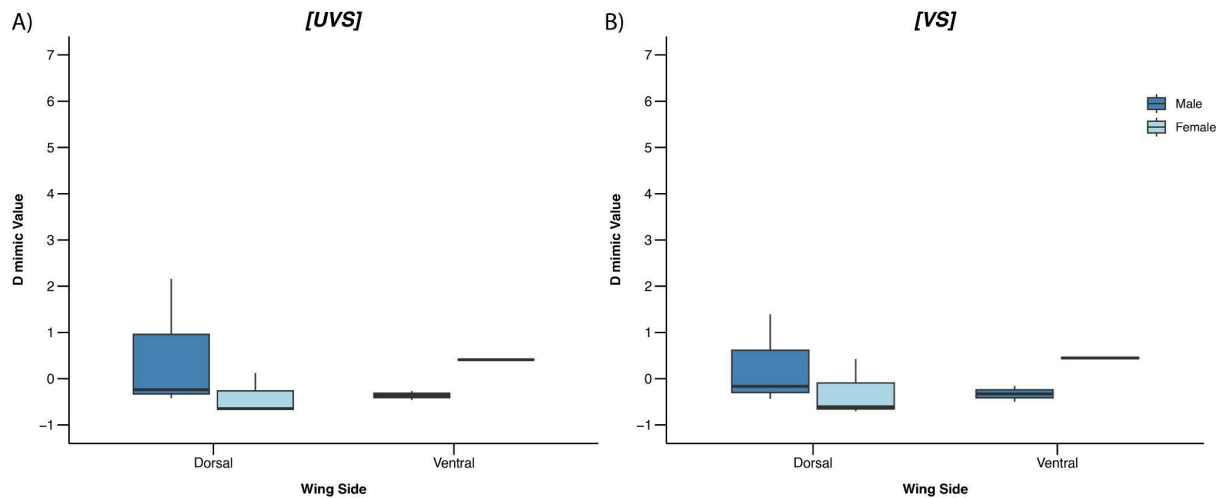 A)
[UVS]
7
6
5
4
3
2
1
0
−1
D mimic Value
Dorsal Ventral
Wing Side
B)
[VS]
7
6
5
4
3
2
1
0
−1
D mimic Value
Dorsal Ventral
Wing Side
Male
Female